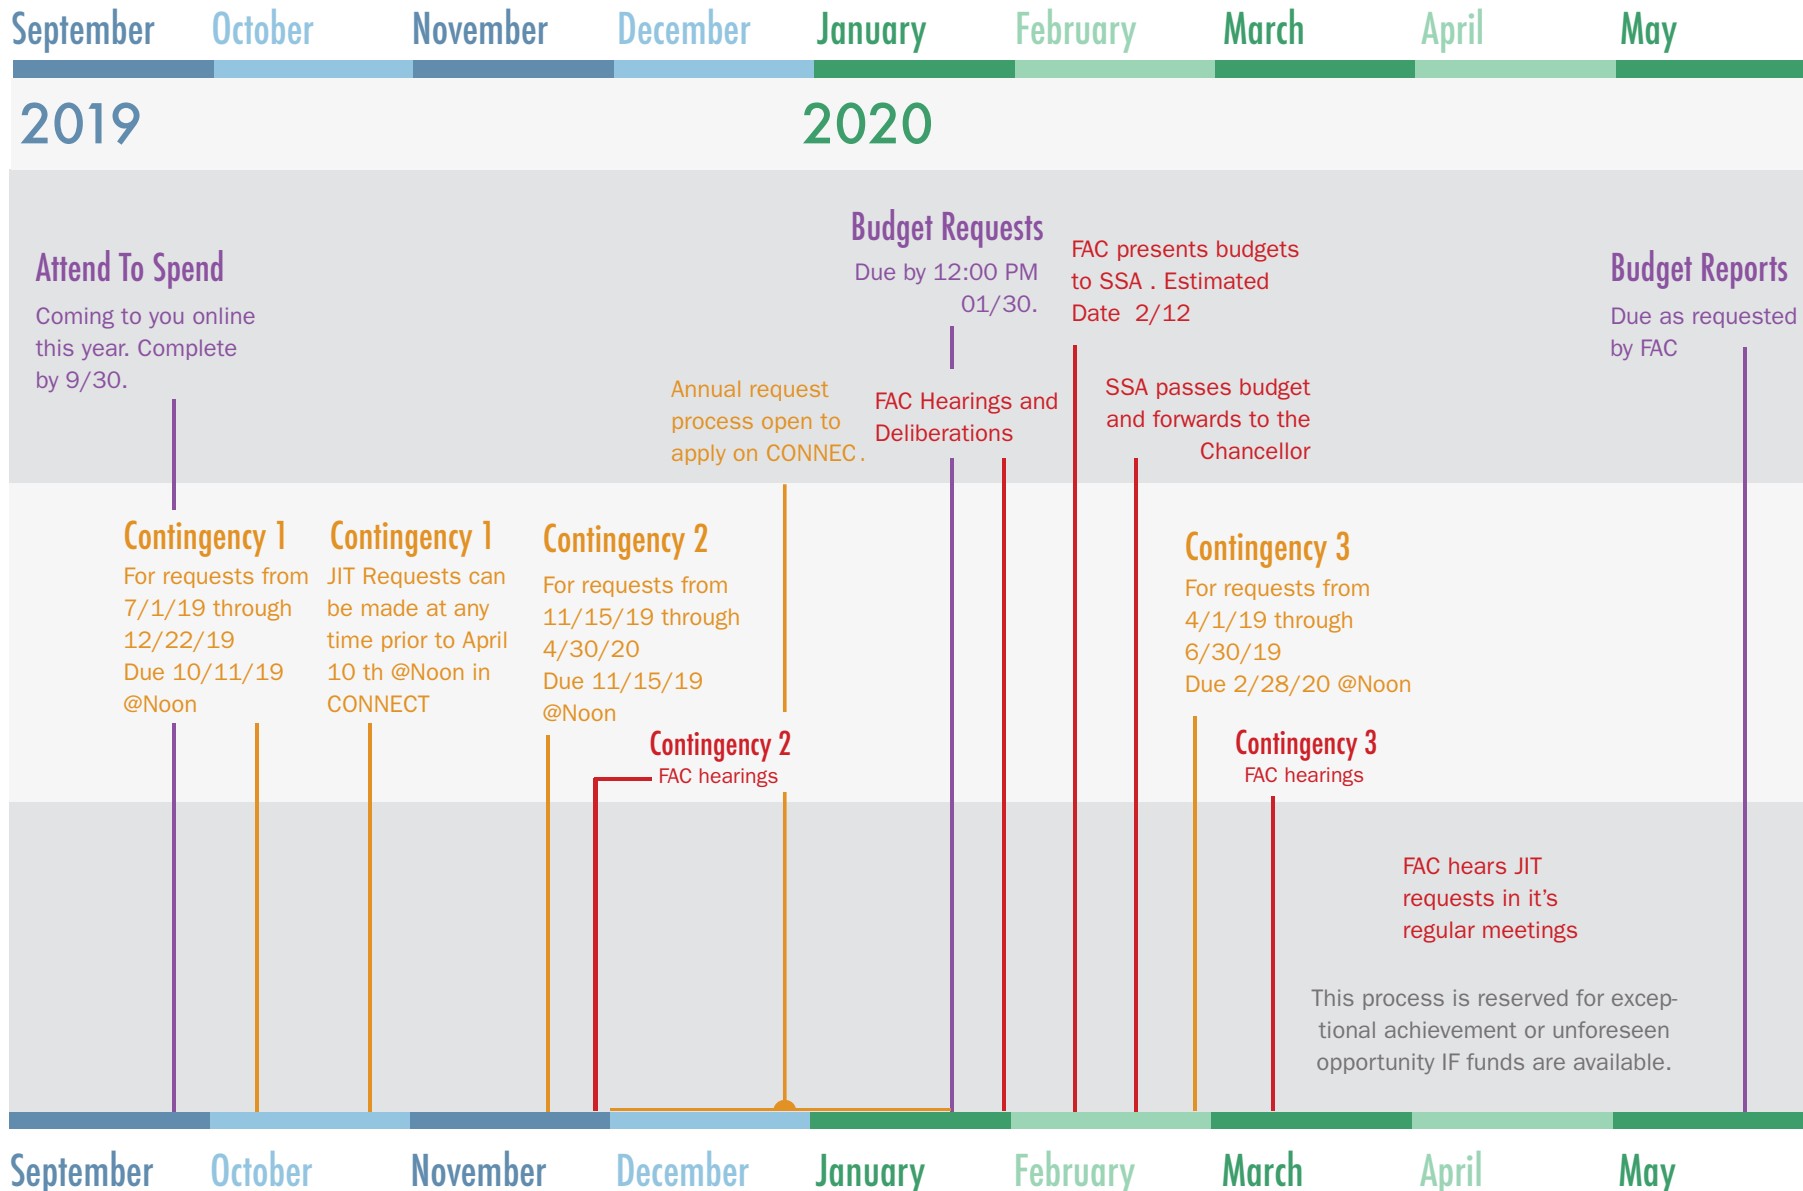 September October November December January February March April May
2019 2020
Attend To Spend
Coming to you online
this year. Complete
by 9/30.
Budget Requests
Due by 12:00 PM
01/30.
FAC presents budgets
to SSA . Estimated
Date 2/12
Budget Reports
Due as requested
by FAC
Annual request
process open to
apply on CONNEC .
FAC Hearings and
Deliberations
SSA passes budget
and forwards to the
Chancellor
Contingency 1
For requests from
7/1/19 through
12/22/19
Due 10/11/19
@Noon
Contingency 1
JIT Requests can
be made at any
time prior to April
10 th @Noon in
CONNECT
Contingency 2
For requests from
11/15/19 through
4/30/20
Due 11/15/19
@Noon
Contingency 2
FAC hearings
Contingency 3
For requests from
4/1/19 through
6/30/19
Due 2/28/20 @Noon
Contingency 3
FAC hearings
FAC hears JIT
requests in it’s
regular meetings
This process is reserved for excep-
tional achievement or unforeseen
opportunity IF funds are available.
September October November December January February March April May